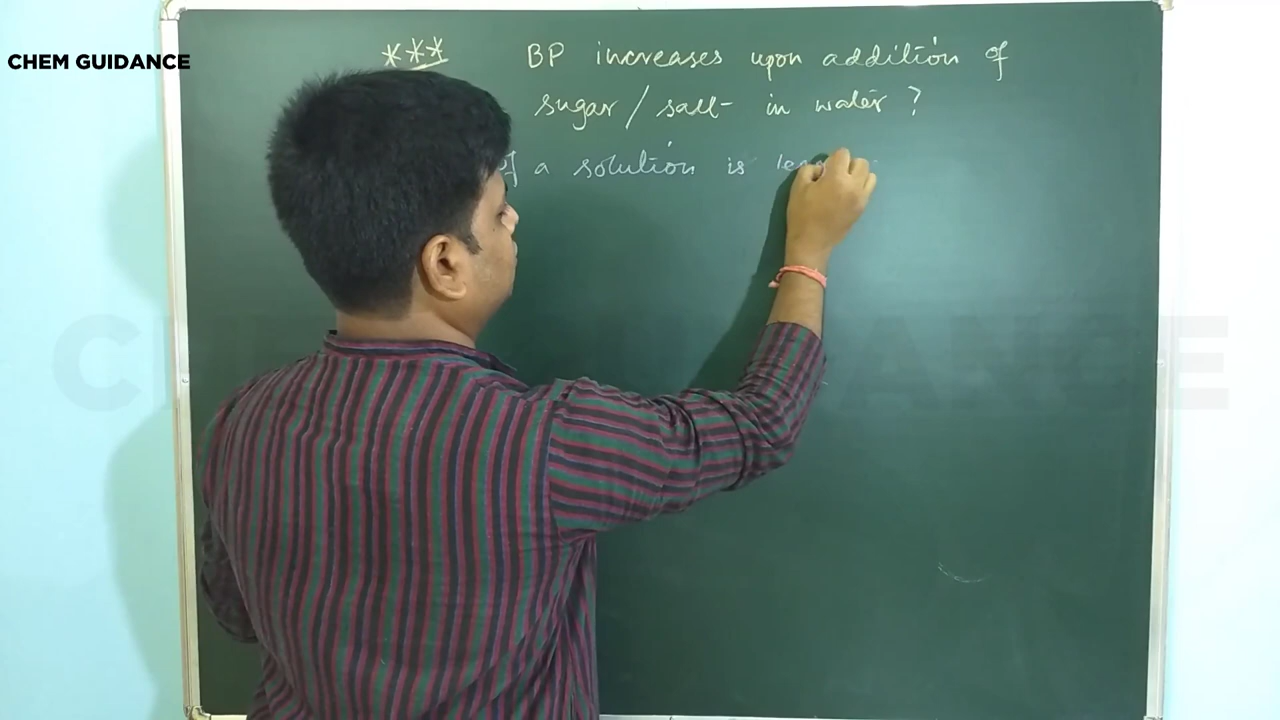 CHEM GUIDANCE
*** BP increases upon addition of
sugar / salt in water ?
of a solution is